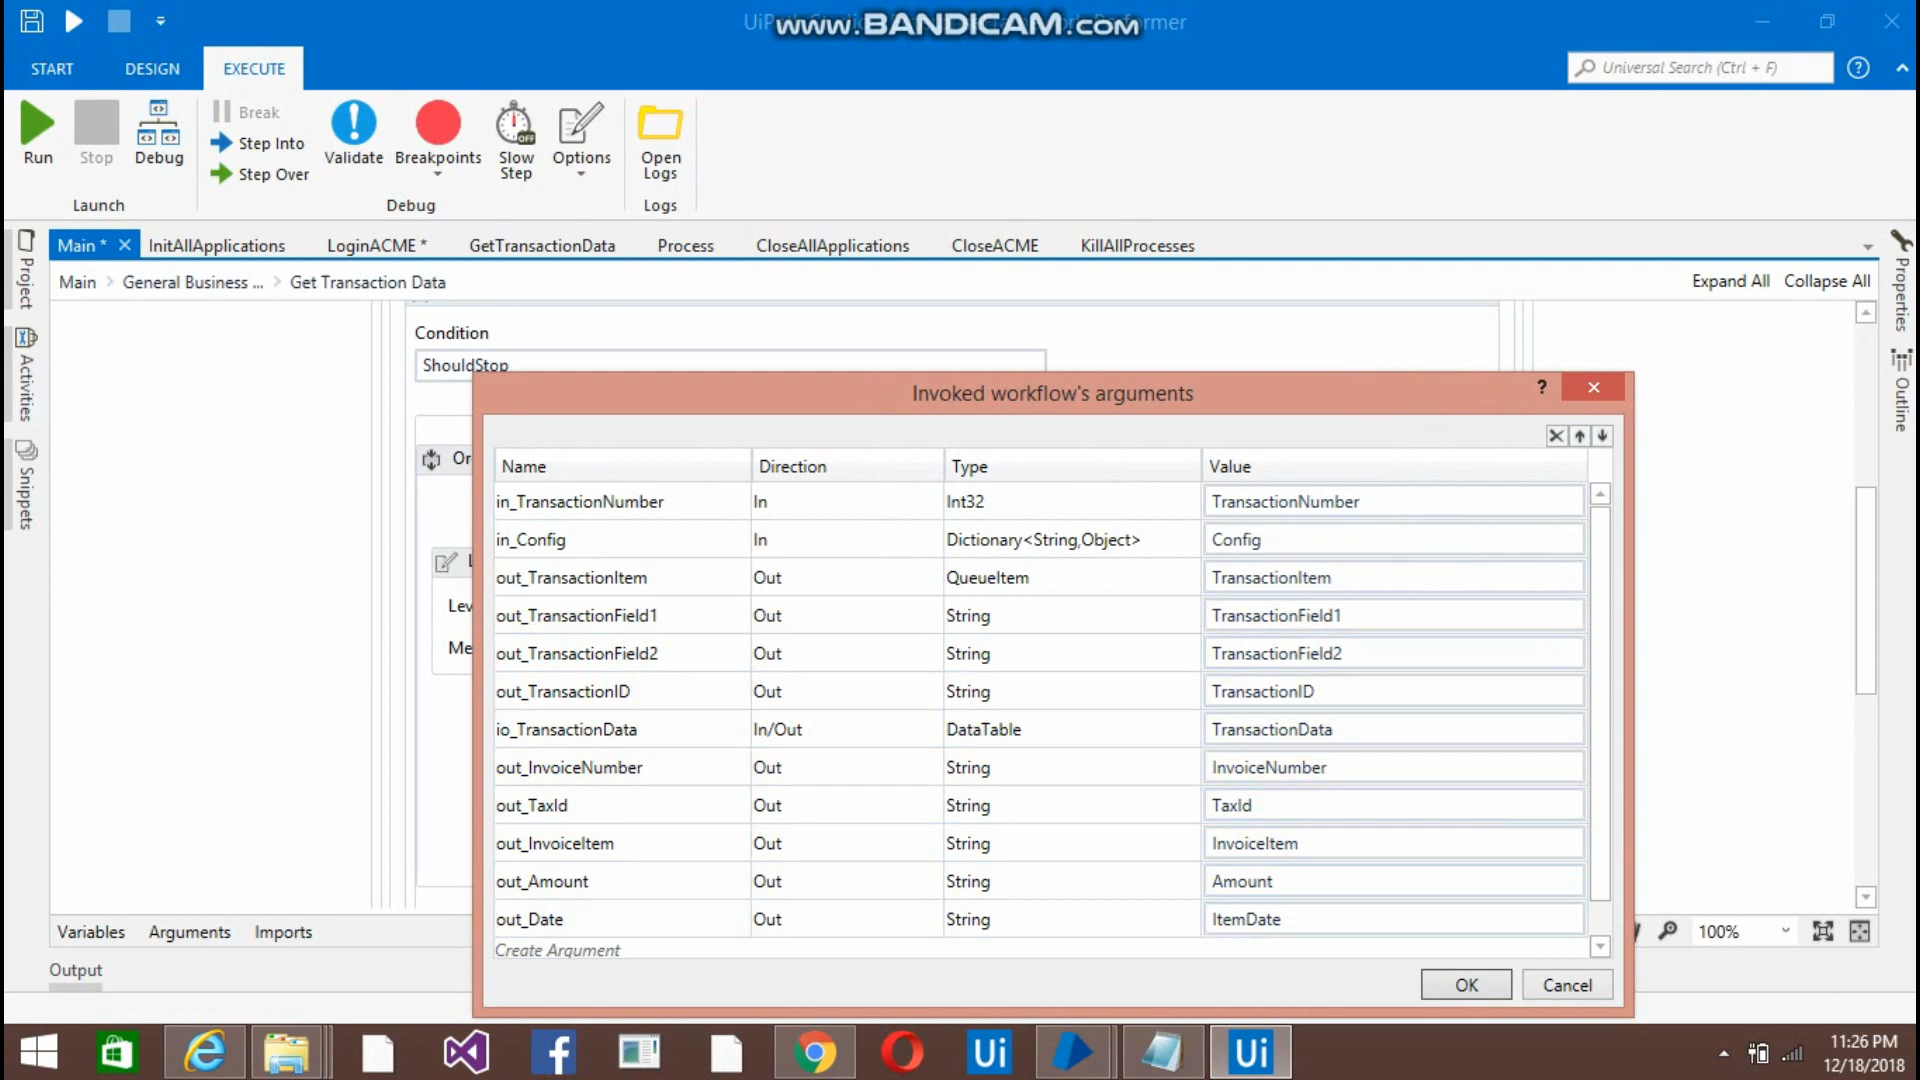 www.BANDICAM.com
START DESIGN EXECUTE Universal Search (Ctrl + F)
Break
Step Into
Step Over
Run Stop Debug Validate Breakpoints Slow Step Options Open Logs
OFF
Launch Debug Logs
Main * InitAllApplications LoginACME * GetTransactionData Process CloseAllApplications CloseACME KillAllProcesses
Main General Business ... Get Transaction Data Expand All Collapse All
Project
Activities
Snippets
Properties
Outline
Condition
ShouldStop
Invoked workflow's arguments
Name Direction Type Value
in_TransactionNumber In Int32 TransactionNumber
in_Config In Dictionary<String,Object> Config
out_TransactionItem Out QueueItem TransactionItem
out_TransactionField1 Out String TransactionField1
out_TransactionField2 Out String TransactionField2
out_TransactionID Out String TransactionID
io_TransactionData In/Out DataTable TransactionData
out_InvoiceNumber Out String InvoiceNumber
out_TaxId Out String TaxId
out_InvoiceItem Out String InvoiceItem
out_Amount Out String Amount
out_Date Out String ItemDate
Create Argument
OK Cancel
Variables Arguments Imports 100%
Output
Ui Ui
11:26 PM
12/18/2018